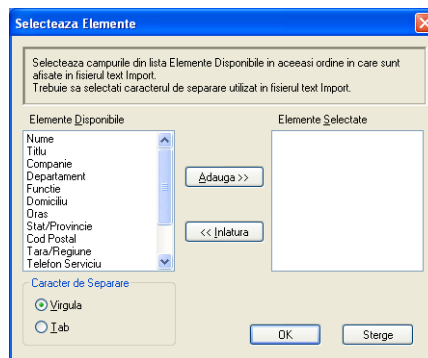 Selecteaza Elemente
Selecteaza campurile din lista Elemente Disponibile in aceeasi ordine in care sunt
afisate in fisierul text Import.
Trebuie sa selectati caracterul de separare utilizat in fisierul text Import.
Elemente Disponibile
Elemente Selectate
Nume
Titlu
Companie
Departament
Functie
Domiciliu
Oras
Stat/Provincie
Cod Postal
Tara/Regiune
Telefon Serviciu
Adauga >>
<< Inlatura
Caracter de Separare
Virgula
Tab
OK
Sterge